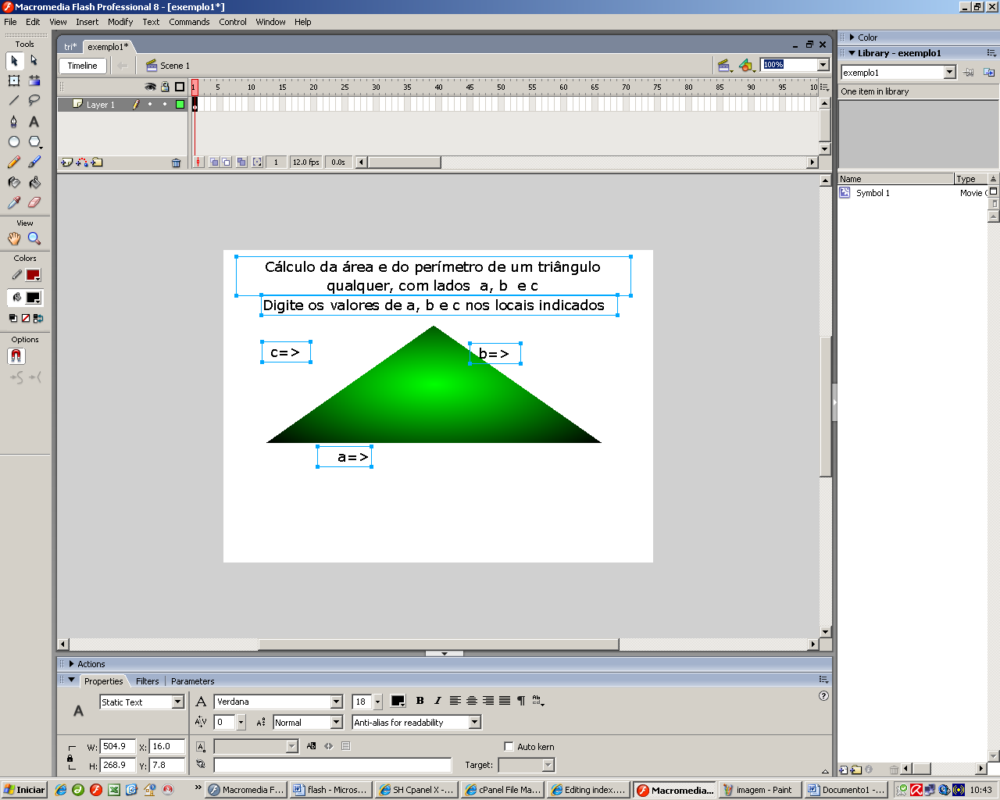 Macromedia Flash Professional 8 - [exemplo1*]
File Edit View Insert Modify Text Commands Control Window Help
Tools
tri* exemplo1*
Timeline Scene 1 100%
1 5 10 15 20 25 30 35 40 45 50 55 60 65 70 75 80 85 90 95 10
Layer 1
1 12.0 fps 0.0s
View
Colors
Options
Cálculo da área e do perímetro de um triângulo
qualquer, com lados a, b e c
Digite os valores de a, b e c nos locais indicados
c=> b=>
a=>
Color
Library - exemplo1
exemplo1
One item in library
Name Type
Symbol 1 Movie
Actions
Properties Filters Parameters
A Static Text A Verdana 18 B I
A|V 0 Normal Anti-alias for readability
W: 504.9 X: 16.0 Auto kern
H: 268.9 Y: 7.8 Target:
Iniciar » Macromedia F... flash - Micros... SH Cpanel X -... cPanel File Ma... Editing index.... Macromedia... imagem - Paint Documento1 -... 10:43